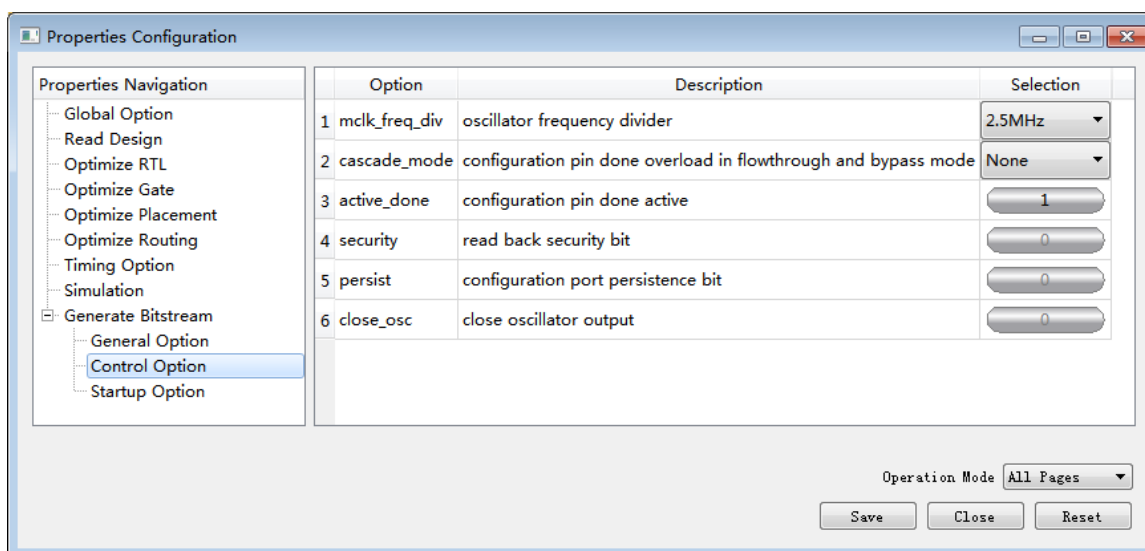 Properties Configuration
Properties Navigation
Global Option
Read Design
Optimize RTL
Optimize Gate
Optimize Placement
Optimize Routing
Timing Option
Simulation
Generate Bitstream
General Option
Control Option
Startup Option
Option Description Selection
1 mclk_freq_div oscillator frequency divider 2.5MHz
2 cascade_mode configuration pin done overload in flowthrough and bypass mode None
3 active_done configuration pin done active 1
4 security read back security bit 0
5 persist configuration port persistence bit 0
6 close_osc close oscillator output 0
Operation Mode All Pages
Save Close Reset